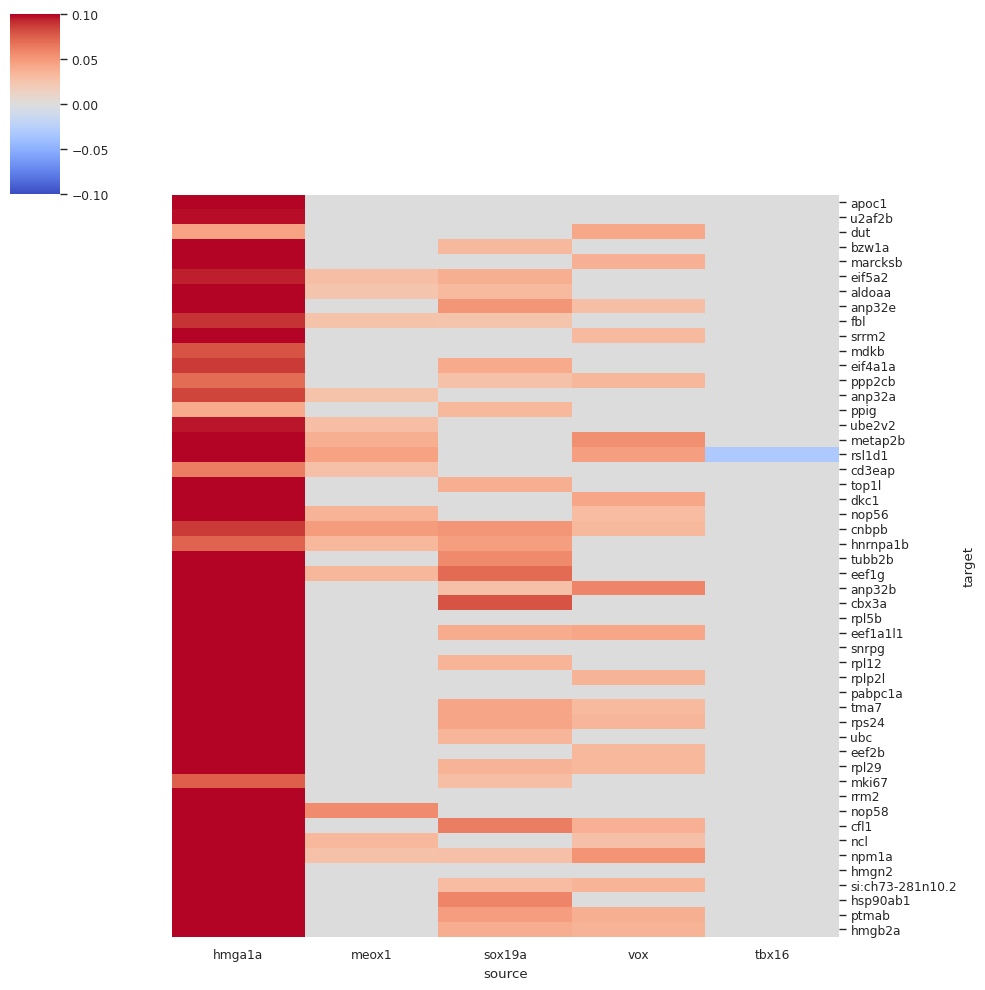 0.10
0.05
0.00
−0.05
−0.10
apoc1
u2af2b
dut
bzw1a
marcksb
eif5a2
aldoaa
anp32e
fbl
srrm2
mdkb
eif4a1a
ppp2cb
anp32a
ppig
ube2v2
metap2b
rsl1d1
cd3eap
top1l
dkc1
nop56
cnbpb
hnrnpa1b
tubb2b
eef1g
anp32b
cbx3a
rpl5b
eef1a1l1
snrpg
rpl12
rplp2l
pabpc1a
tma7
rps24
ubc
eef2b
rpl29
mki67
rrm2
nop58
cfl1
ncl
npm1a
hmgn2
si:ch73-281n10.2
hsp90ab1
ptmab
hmgb2a
target
hmga1a meox1 sox19a vox tbx16
source